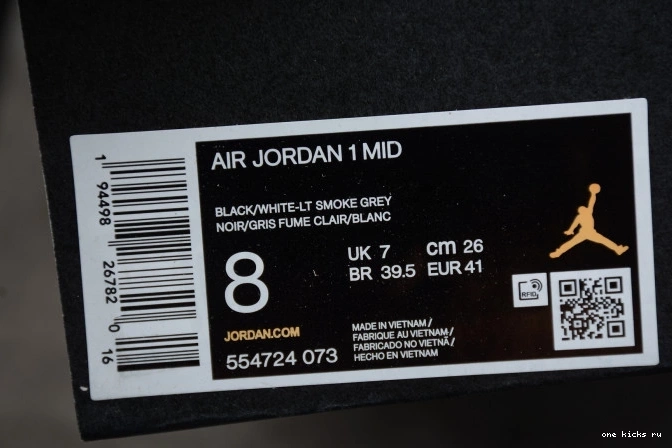 AIR JORDAN 1 MID
BLACK/WHITE-LT SMOKE GREY
NOIR/GRIS FUME CLAIR/BLANC
8
UK 7 cm 26
BR 39.5 EUR 41
RFID
JORDAN.COM
554724 073
MADE IN VIETNAM /
FABRIQUE AU VIETNAM /
FABRICADO NO VIETNÃ /
HECHO EN VIETNAM
1 94498 26782 0 16
one kicks ru